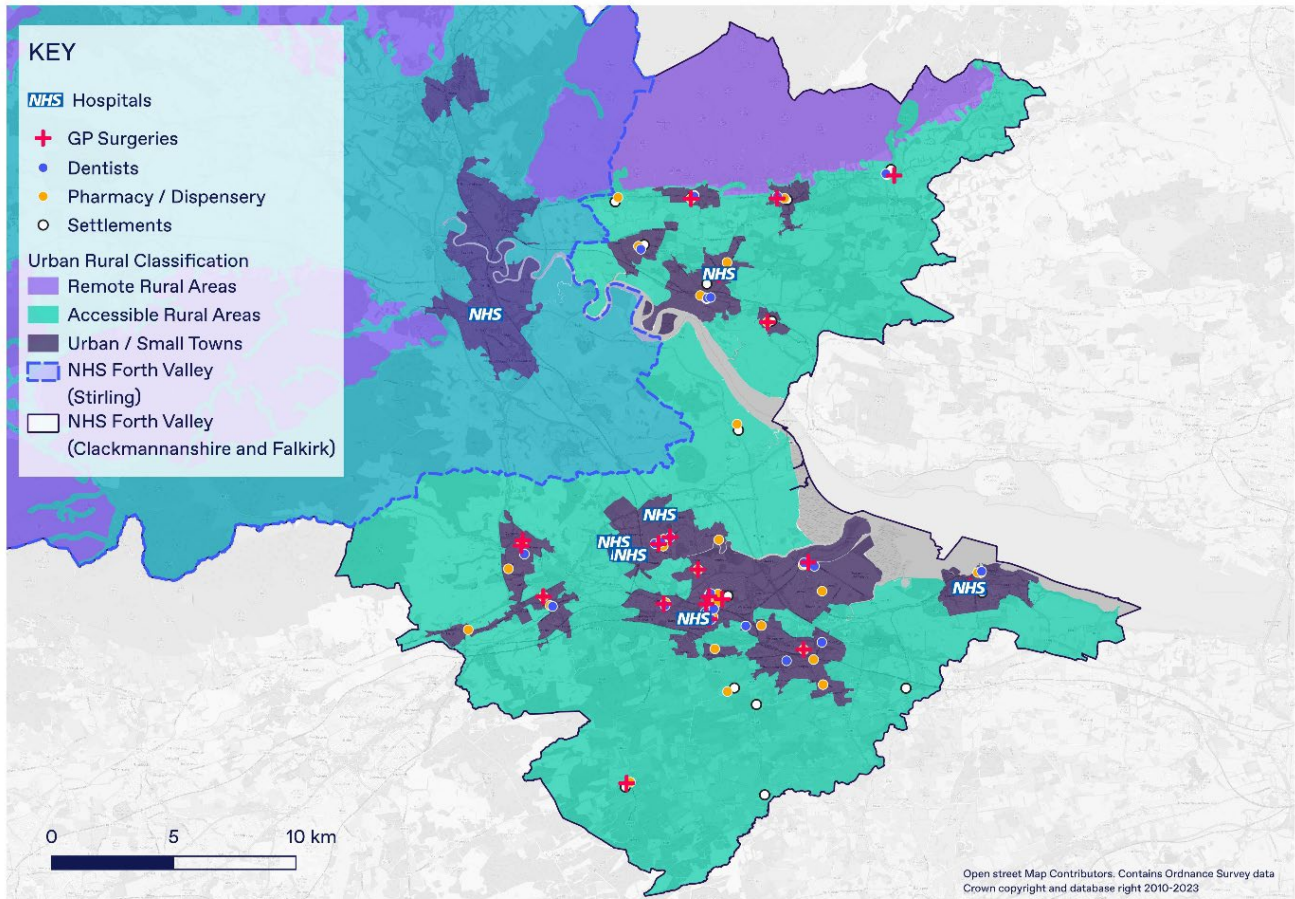 KEY
NHS Hospitals
GP Surgeries
Dentists
Pharmacy / Dispensery
Settlements
Urban Rural Classification
Remote Rural Areas
Accessible Rural Areas
Urban / Small Towns
NHS Forth Valley
(Stirling)
NHS Forth Valley
(Clackmannanshire and Falkirk)
NHS
NHS
NHS
NHS
NHS
NHS
NHS
0 5 10 km
Open street Map Contributors. Contains Ordnance Survey data
Crown copyright and database right 2010-2023